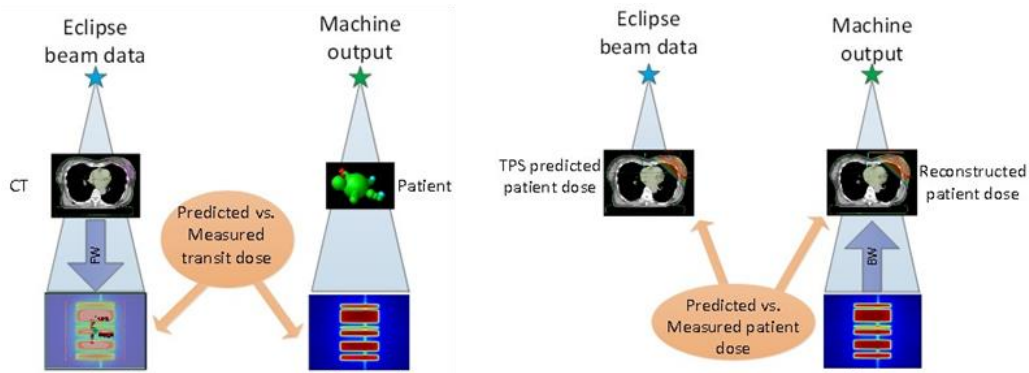 Eclipse
beam data
Machine
output
CT
Patient
Predicted vs.
Measured
transit dose
FW
Eclipse
beam data
Machine
output
TPS predicted
patient dose
Reconstructed
patient dose
BW
Predicted vs.
Measured patient
dose